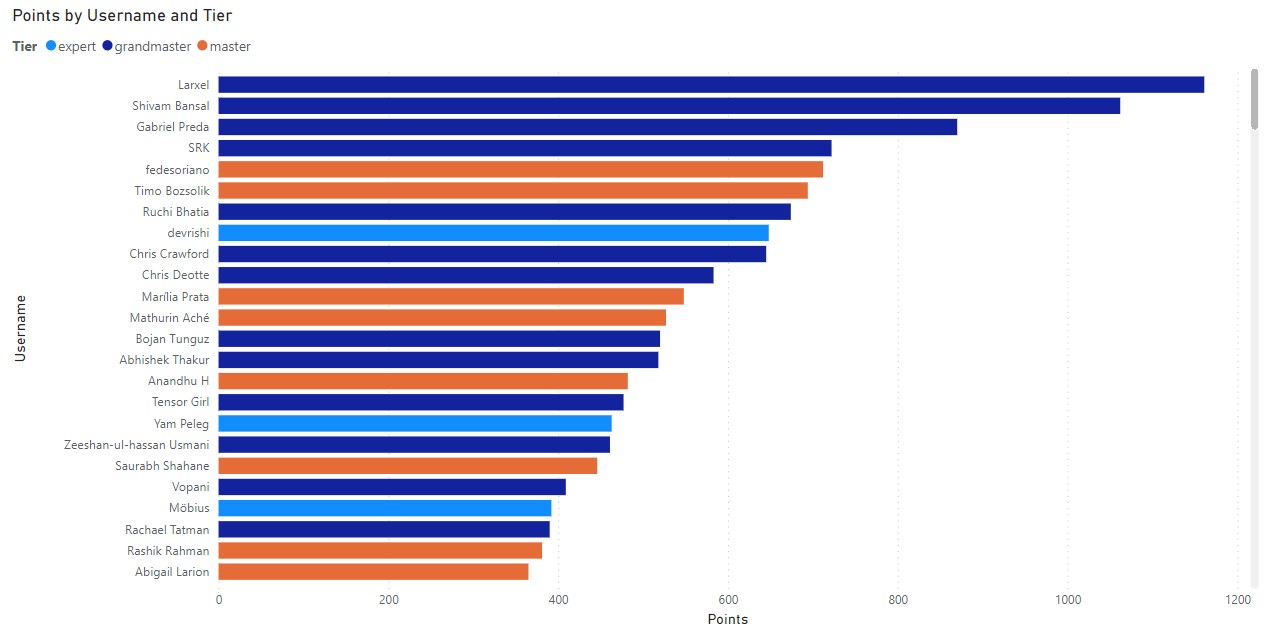 Points by Username and Tier
Tier expert grandmaster master
Larxel
Shivam Bansal
Gabriel Preda
SRK
fedesoriano
Timo Bozsolik
Ruchi Bhatia
devrishi
Chris Crawford
Chris Deotte
Marília Prata
Mathurin Aché
Bojan Tunguz
Abhishek Thakur
Anandhu H
Tensor Girl
Yam Peleg
Zeeshan-ul-hassan Usmani
Saurabh Shahane
Vopani
Möbius
Rachael Tatman
Rashik Rahman
Abigail Larion
Username
0 200 400 600 800 1000 1200
Points